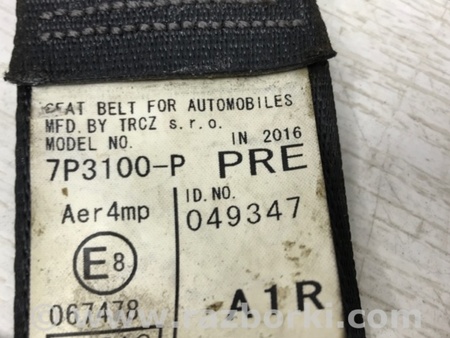 SEAT BELT FOR AUTOMOBILES
MFD. BY TRCZ s.r.o.
MODEL NO. IN 2016
7P3100-P PRE
Aer4mp ID.NO.
049347
E8
067478
A1R
www.razborki.com